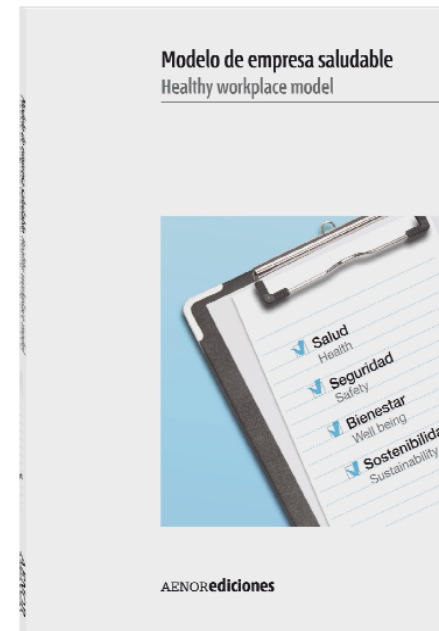 Modelo de empresa saludable
Healthy workplace model
Salud
Health
Seguridad
Safety
Bienestar
Well being
Sostenibilida
Sustainability
AENORediciones